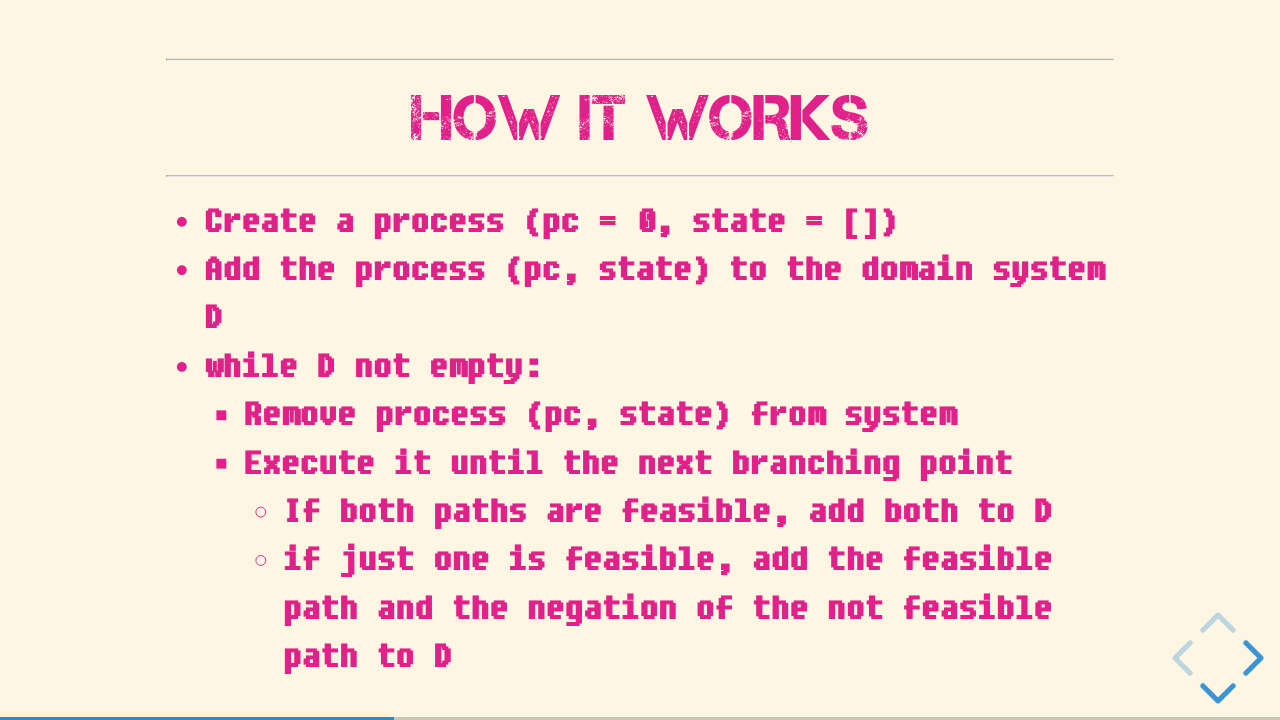 HOW IT WORKS
Create a process (pc = 0, state = [])
Add the process (pc, state) to the domain system
D
while D not empty:
Remove process (pc, state) from system
Execute it until the next branching point
If both paths are feasible, add both to D
if just one is feasible, add the feasible
path and the negation of the not feasible
path to D